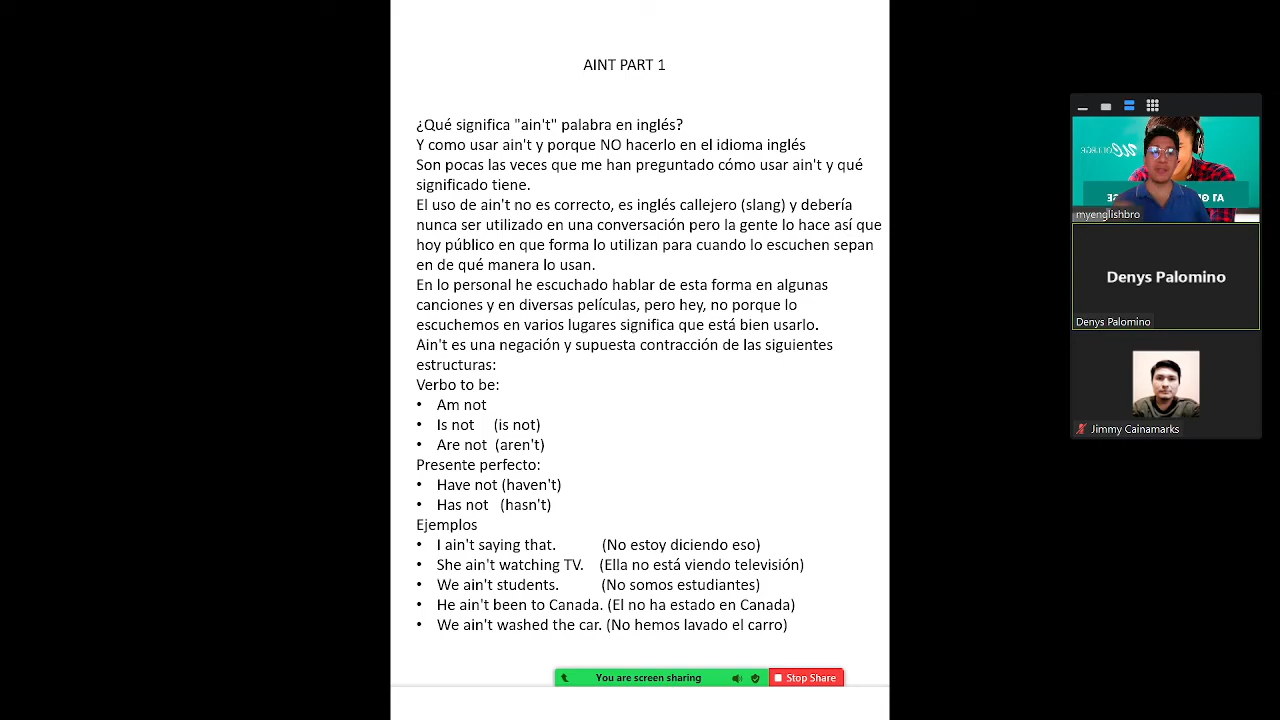 AINT PART 1
¿Qué significa "ain't" palabra en inglés?
Y como usar ain't y porque NO hacerlo en el idioma inglés
Son pocas las veces que me han preguntado cómo usar ain't y qué
significado tiene.
El uso de ain't no es correcto, es inglés callejero (slang) y debería
nunca ser utilizado en una conversación pero la gente lo hace así que
hoy público en que forma lo utilizan para cuando lo escuchen sepan
en de qué manera lo usan.
En lo personal he escuchado hablar de esta forma en algunas
canciones y en diversas películas, pero hey, no porque lo
escuchemos en varios lugares significa que está bien usarlo.
Ain't es una negación y supuesta contracción de las siguientes
estructuras:
Verbo to be:
• Am not
• Is not (is not)
• Are not (aren't)
Presente perfecto:
• Have not (haven't)
• Has not (hasn't)
Ejemplos
• I ain't saying that. (No estoy diciendo eso)
• She ain't watching TV. (Ella no está viendo televisión)
• We ain't students. (No somos estudiantes)
• He ain't been to Canada. (El no ha estado en Canada)
• We ain't washed the car. (No hemos lavado el carro)
You are screen sharing
Stop Share
myenglishbro
Denys Palomino
Denys Palomino
Jimmy Cainamarks